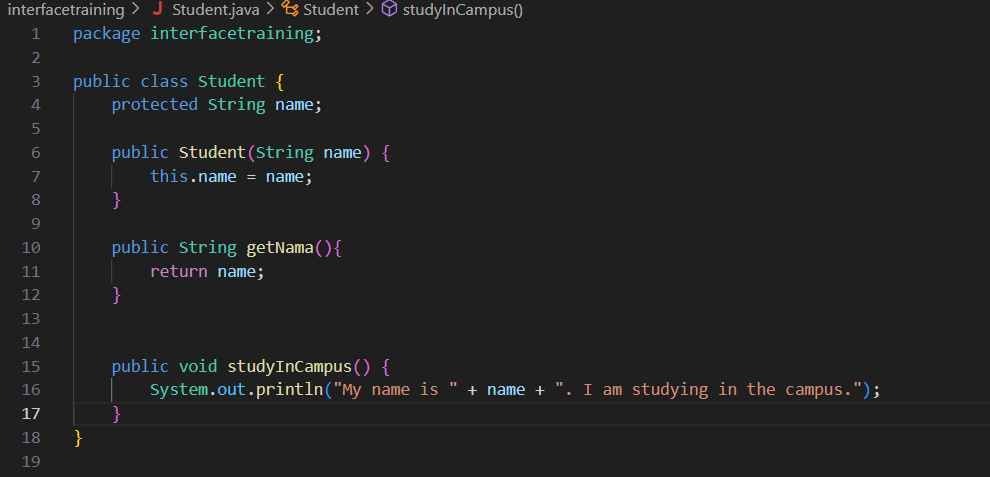 interfacetraining > J Student.java > Student > studyInCampus()
1 package interfacetraining;
2
3 public class Student {
4     protected String name;
5
6     public Student(String name) {
7         this.name = name;
8     }
9
10     public String getNama(){
11         return name;
12     }
13
14
15     public void studyInCampus() {
16         System.out.println("My name is " + name + ". I am studying in the campus.");
17     }
18 }
19